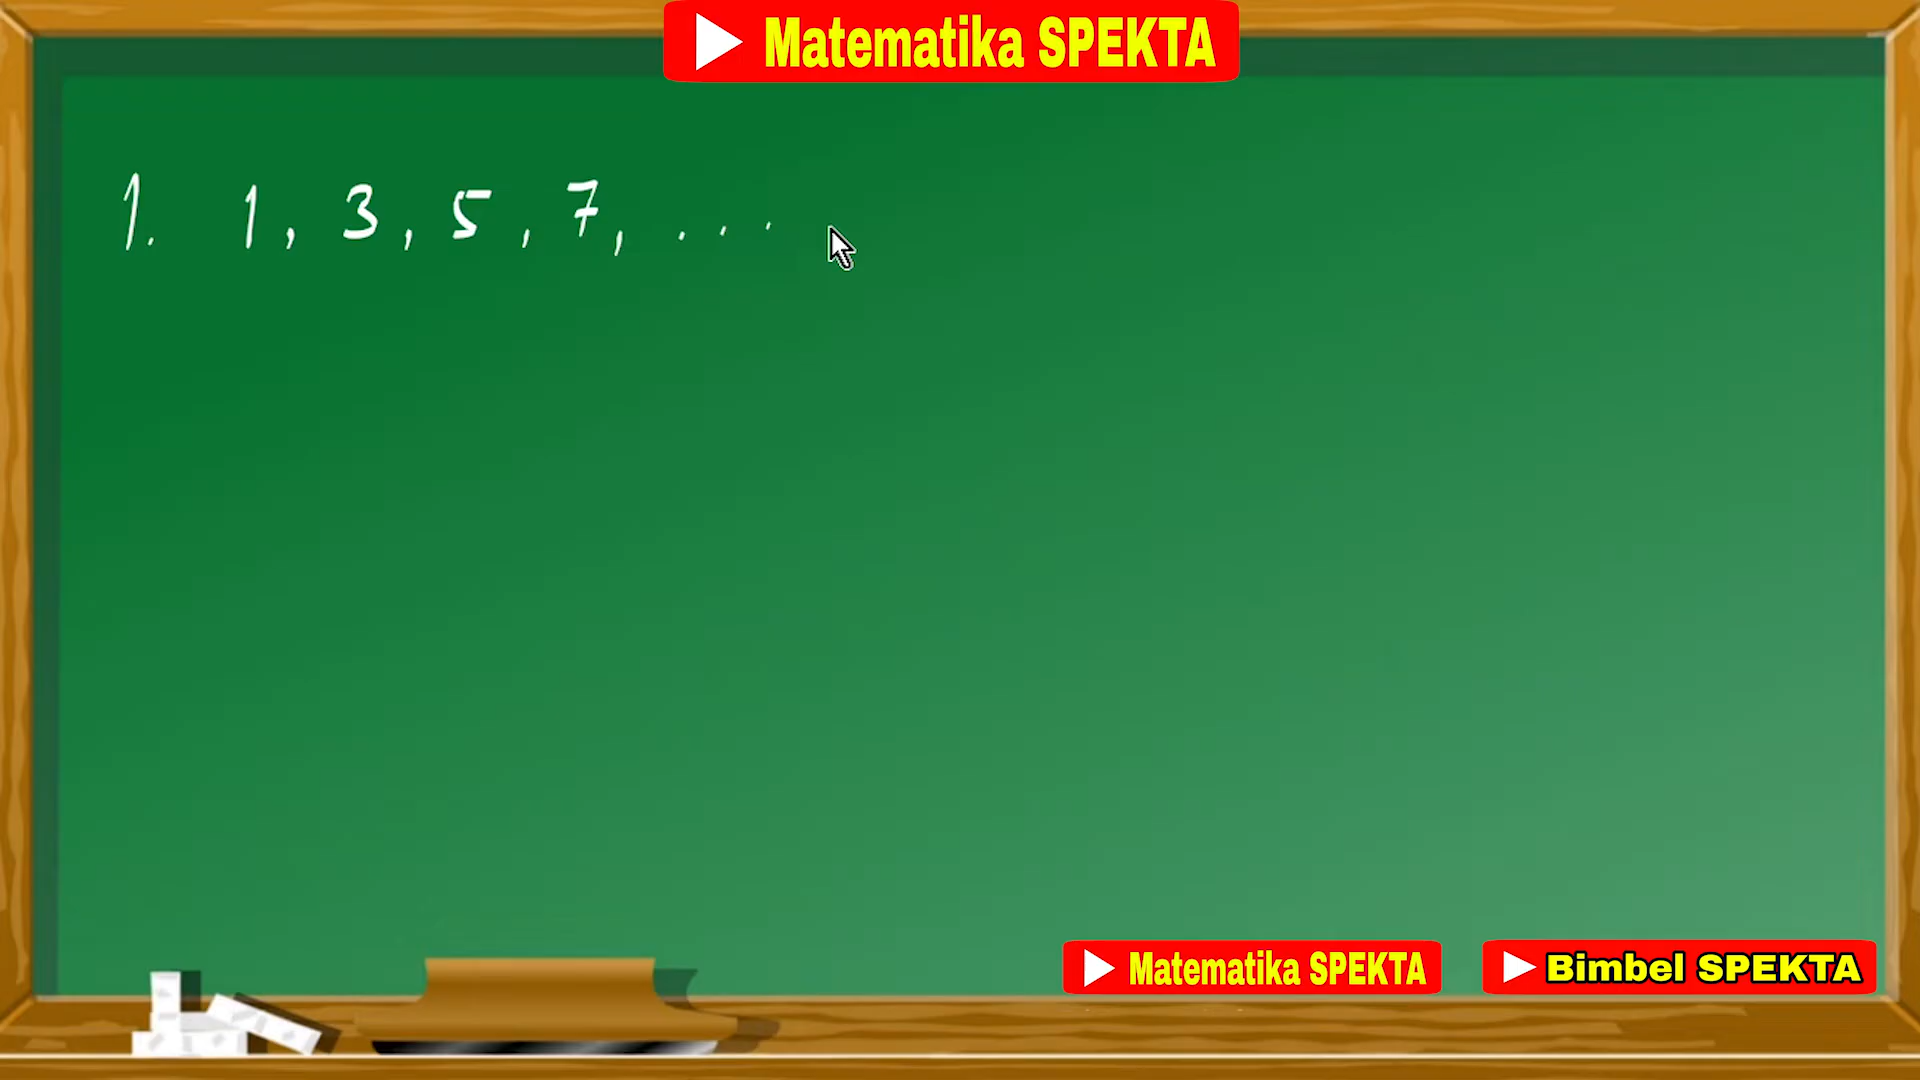 Matematika SPEKTA
1. 1, 3, 5, 7, ...
Matematika SPEKTA
Bimbel SPEKTA